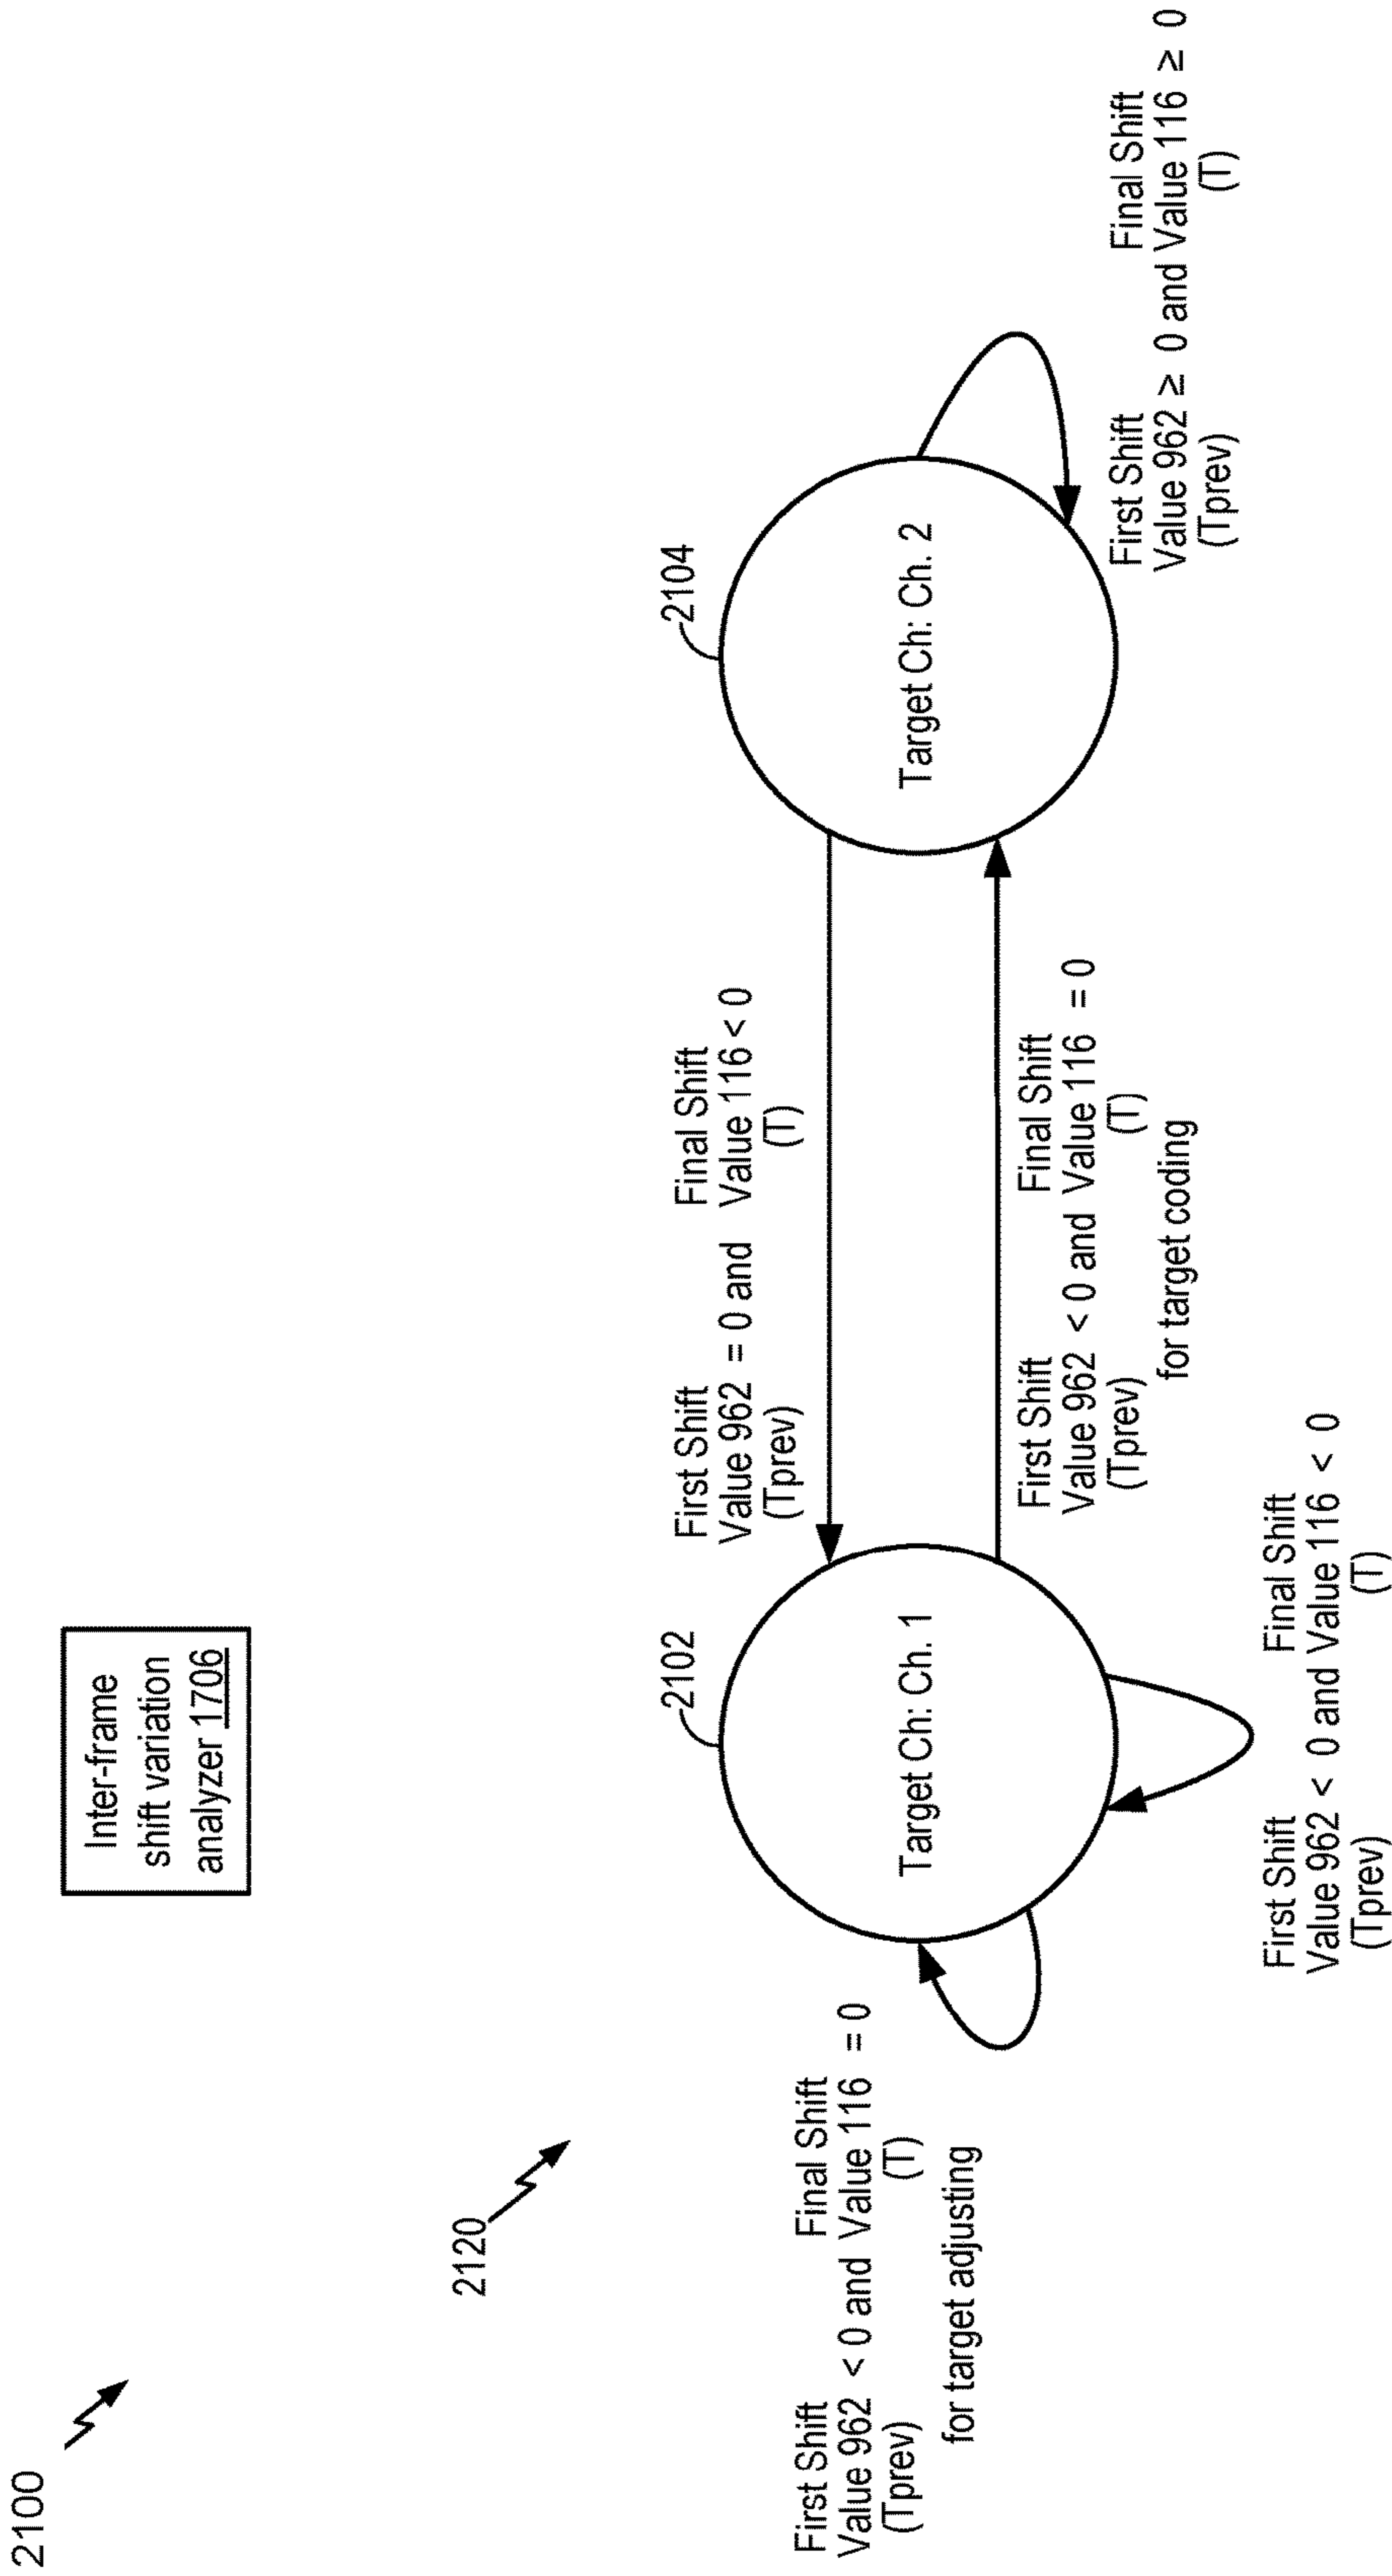 2100
Inter-frame
shift variation
analyzer 1706
2120
2102
Target Ch: Ch. 1
2104
Target Ch: Ch. 2
First Shift Final Shift
Value 962 = 0 and Value 116 < 0
(Tprev) (T)
First Shift Final Shift
Value 962 < 0 and Value 116 = 0
(Tprev) (T)
for target coding
First Shift Final Shift
Value 962 < 0 and Value 116 = 0
(Tprev) (T)
for target adjusting
First Shift Final Shift
Value 962 < 0 and Value 116 < 0
(Tprev) (T)
First Shift Final Shift
Value 962 ≥ 0 and Value 116 ≥ 0
(Tprev) (T)